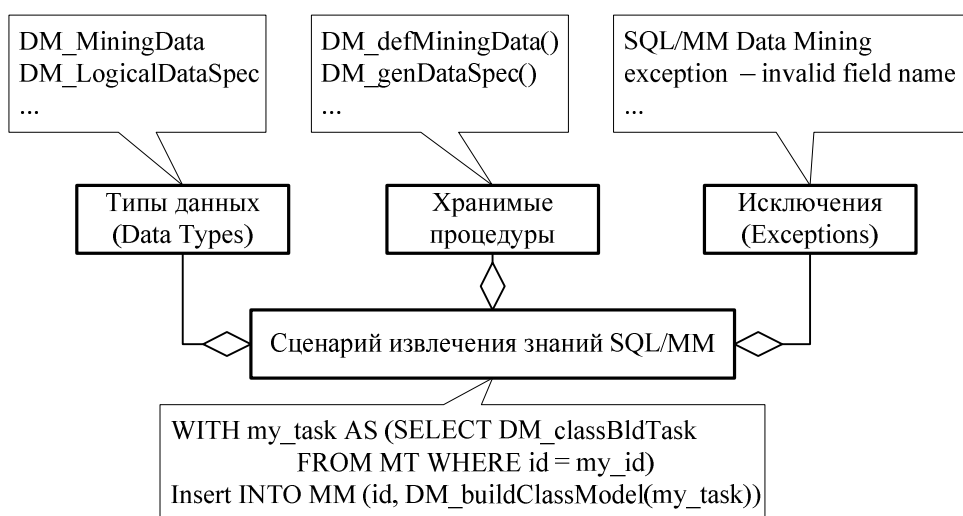 DM_MiningData
DM_LogicalDataSpec
...
DM_defMiningData()
DM_genDataSpec()
...
SQL/MM Data Mining
exception – invalid field name
...
Типы данных
(Data Types)
Хранимые
процедуры
Исключения
(Exceptions)
Сценарий извлечения знаний SQL/MM
WITH my_task AS (SELECT DM_classBldTask
FROM MT WHERE id = my_id)
Insert INTO MM (id, DM_buildClassModel(my_task))